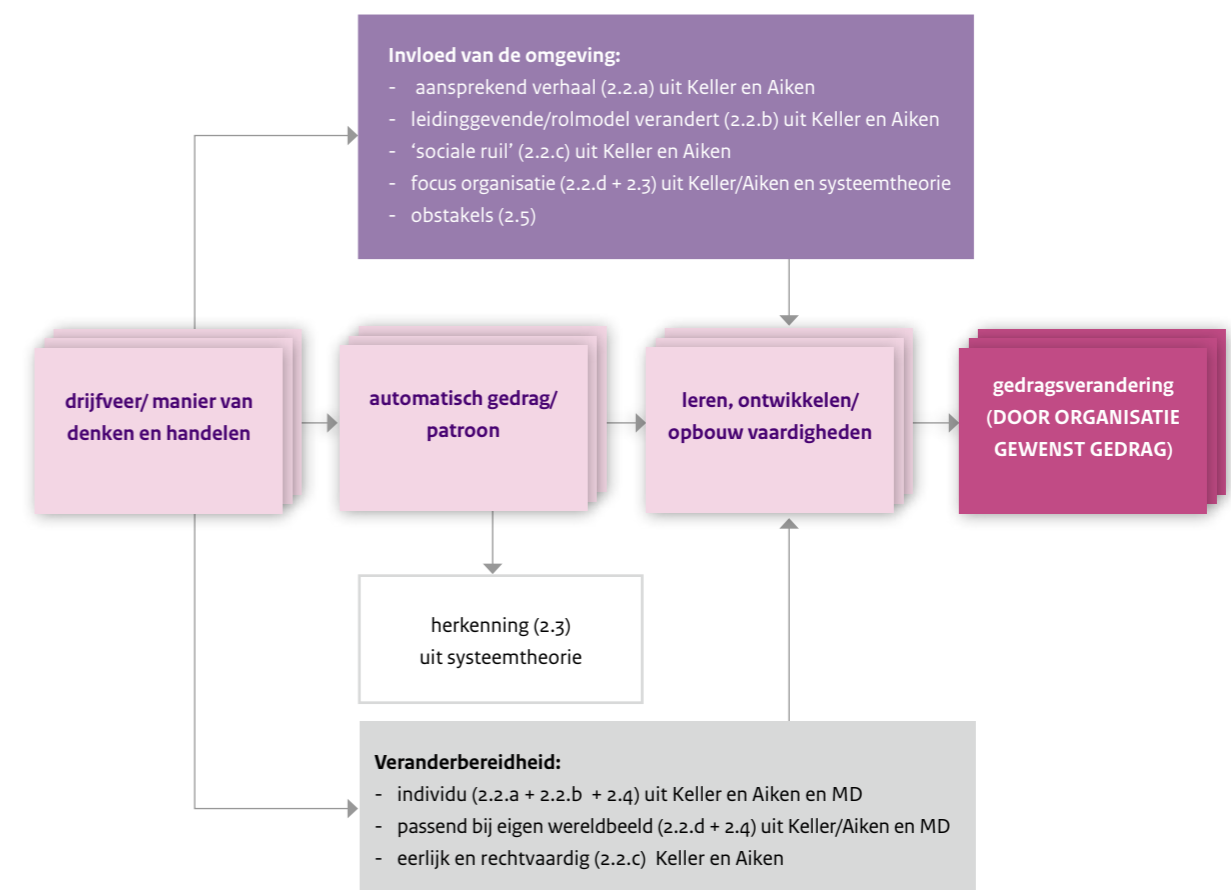 Invloed van de omgeving:
- aansprekend verhaal (2.2.a) uit Keller en Aiken
- leidinggevende/rolmodel verandert (2.2.b) uit Keller en Aiken
- ‘sociale ruil’ (2.2.c) uit Keller en Aiken
- focus organisatie (2.2.d + 2.3) uit Keller/Aiken en systeemtheorie
- obstakels (2.5)
drijfveer/ manier van
denken en handelen
automatisch gedrag/
patroon
leren, ontwikkelen/
opbouw vaardigheden
gedragsverandering
(DOOR ORGANISATIE
GEWENST GEDRAG)
herkenning (2.3)
uit systeemtheorie
Veranderbereidheid:
- individu (2.2.a + 2.2.b + 2.4) uit Keller en Aiken en MD
- passend bij eigen wereldbeeld (2.2.d + 2.4) uit Keller/Aiken en MD
- eerlijk en rechtvaardig (2.2.c) Keller en Aiken